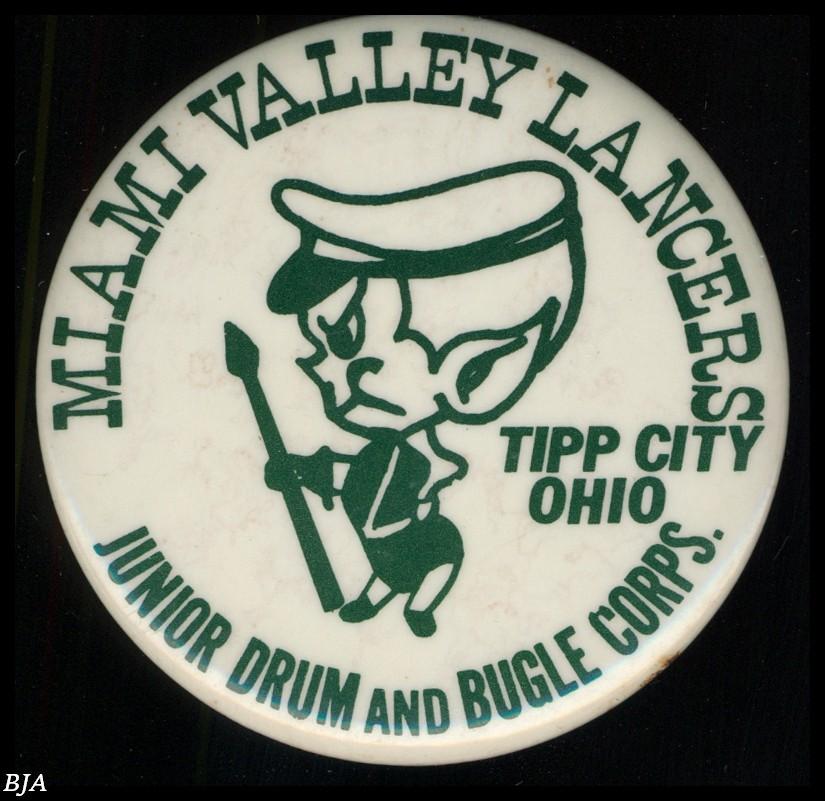 MIAMI VALLEY LANCERS
TIPP CITY
OHIO
JUNIOR DRUM AND BUGLE CORPS.
BJA